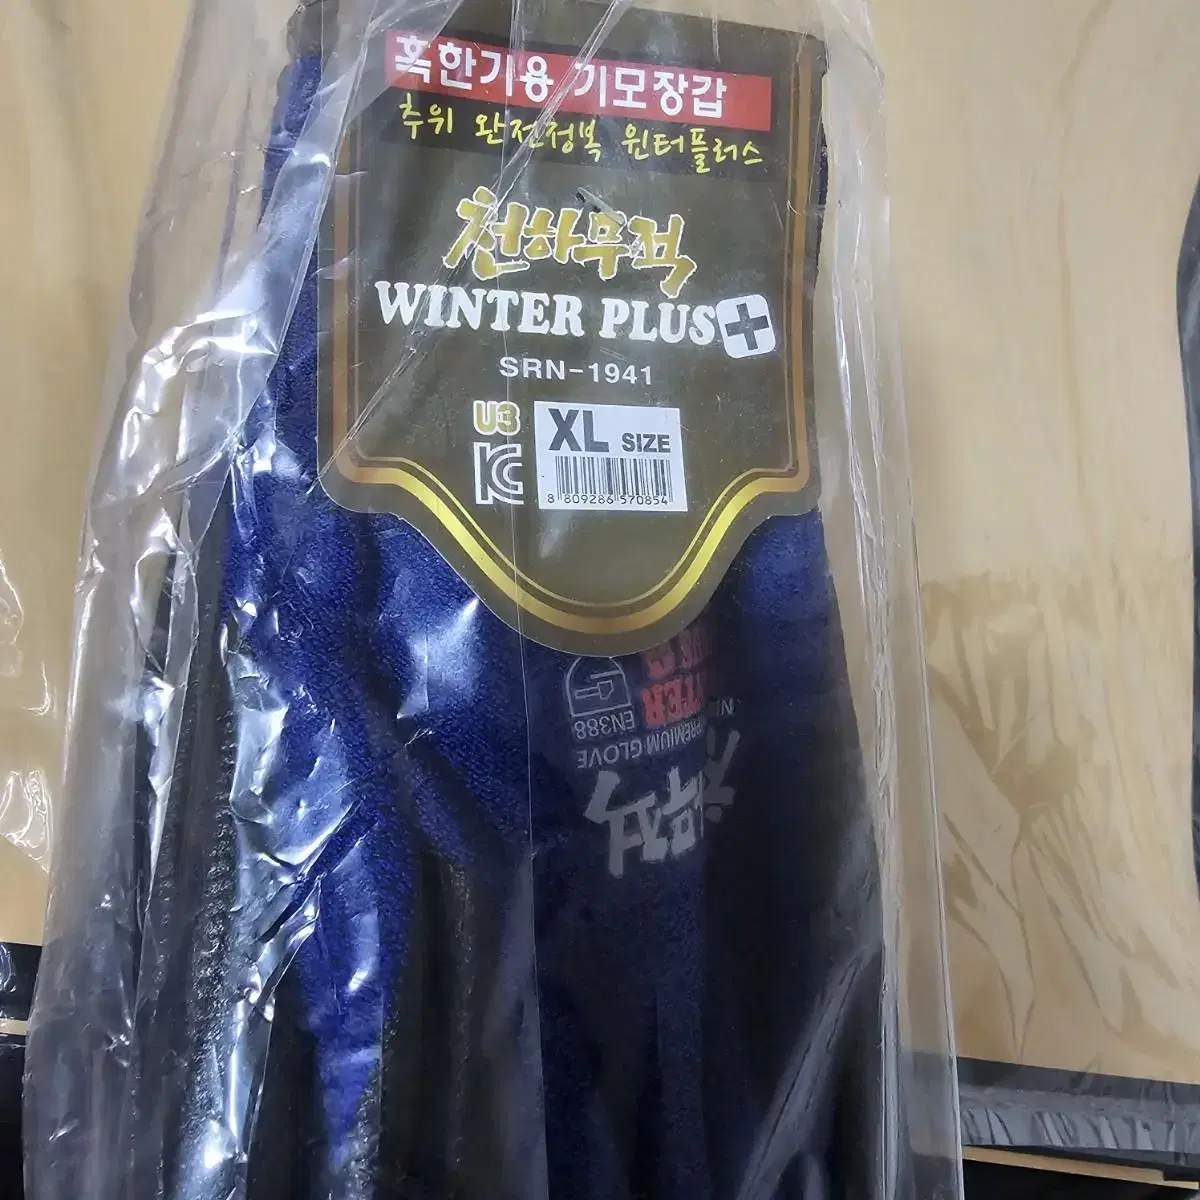 혹한기용 기모장갑
추위 완전정복 윈터플러스
천하무적
WINTER PLUS+
SRN-1941
U3
KC
XL SIZE
8 809286 570854
EN388
PREMIUM GLOVE